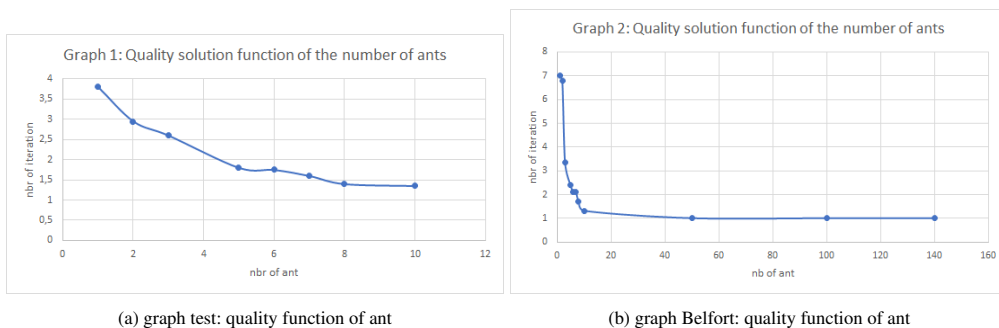 Graph 1: Quality solution function of the number of ants
4
3,5
3
2,5
2
1,5
1
0,5
0
nbr of iteration
0 2 4 6 8 10 12
nbr of ant
(a) graph test: quality function of ant
Graph 2: Quality solution function of the number of ants
8
7
6
5
4
3
2
1
0
nbr of iteration
0 20 40 60 80 100 120 140 160
nb of ant
(b) graph Belfort: quality function of ant